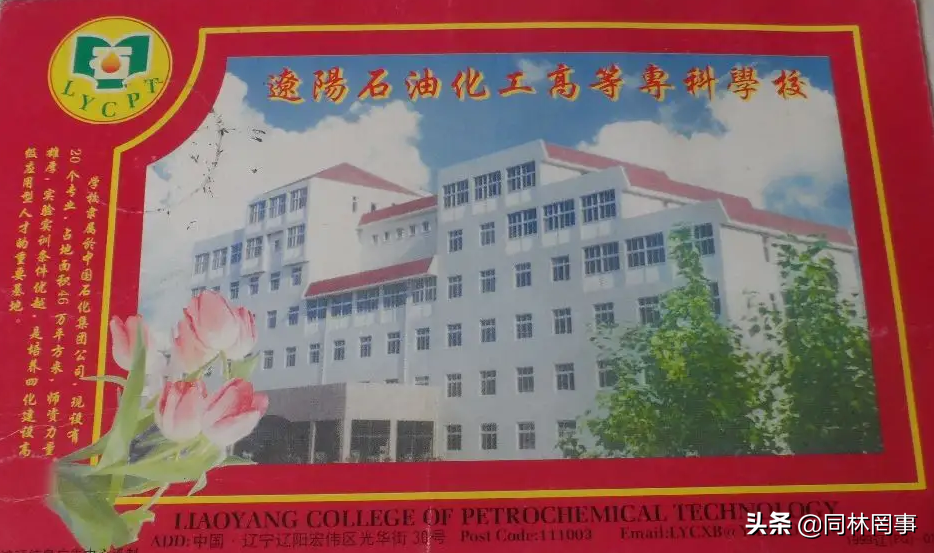 LYCPT
遼陽石油化工高等專科學校
学校隶属於中国石化集团公司,现设有
20个专业,占地面积46万平方米,师资力量
雄厚,实验实训条件优越,是培养四化建设高
级应用型人才的重要基地。
LIAOYANG COLLEGE OF PETROCHEMICAL TECHNOLOGY
ADD:中国·辽宁辽阳宏伟区光华街30号 Post Code:111003 Email:LYCXB@
头条 @同林罔事